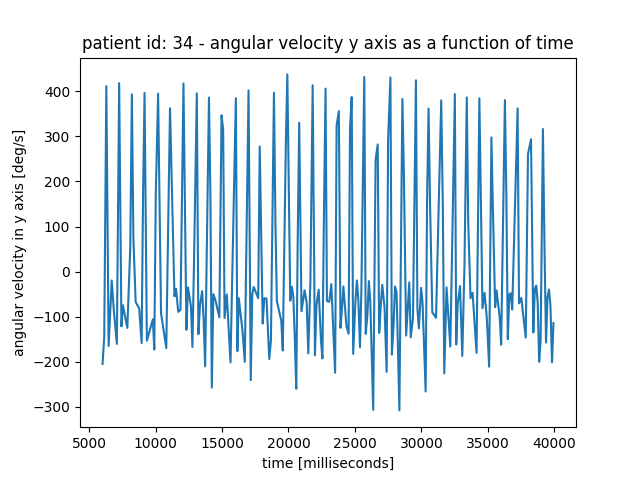 patient id: 34 - angular velocity y axis as a function of time
angular velocity in y axis [deg/s]
400
300
200
100
0
−100
−200
−300
5000 10000 15000 20000 25000 30000 35000 40000
time [milliseconds]